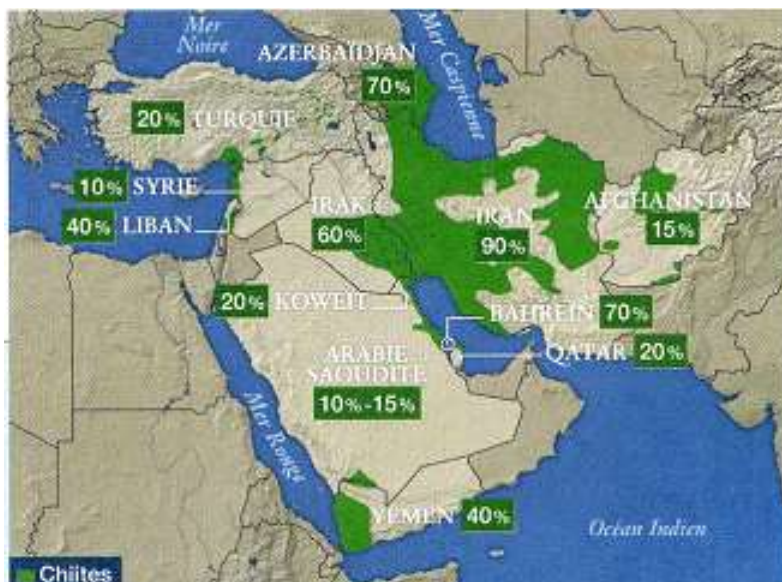 Mer
Noire
AZERBAÏDJAN
70%
Mer Caspienne
20% TURQUIE
10% SYRIE
40% LIBAN
IRAK
60%
IRAN
90%
AFGHANISTAN
15%
20% KOWEIT
BAHREIN 70%
QATAR 20%
ARABIE
SAOUDITE
10%-15%
Mer Rouge
YEMEN 40%
Océan Indien
Chiites